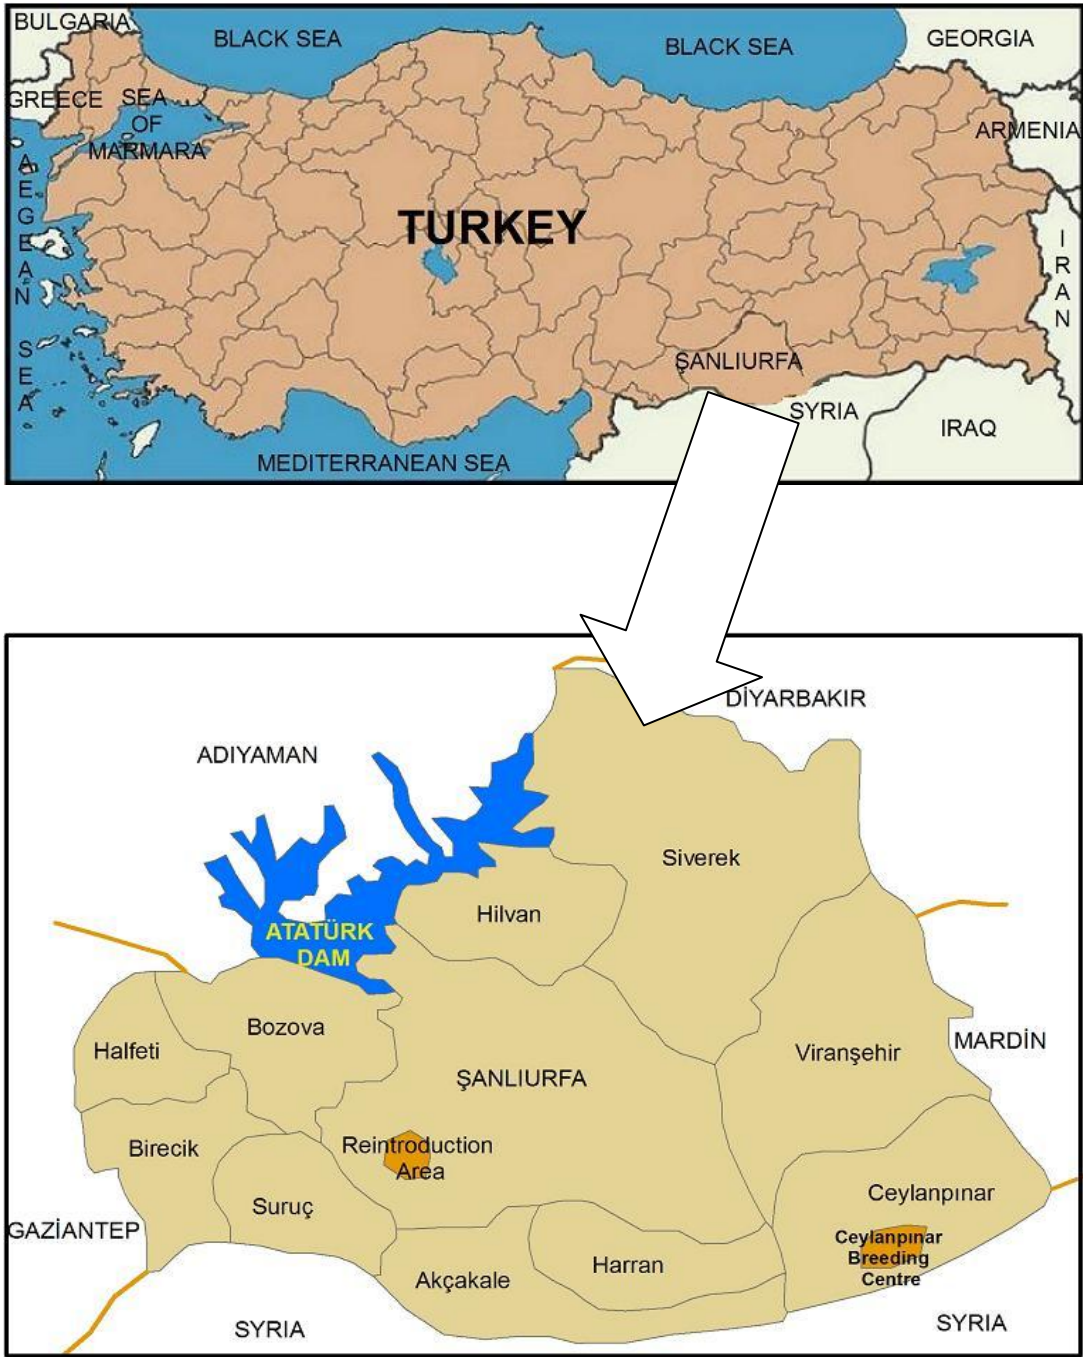 BULGARIA
BLACK SEA
BLACK SEA
GEORGIA
GREECE
SEA
OF
MARMARA
ARMENIA
AEGEAN SEA
TURKEY
IRAN
ŞANLIURFA
SYRIA
IRAQ
MEDITERRANEAN SEA
DİYARBAKIR
ADIYAMAN
Siverek
Hilvan
ATATÜRK
DAM
Bozova
Halfeti
Viranşehir
MARDİN
ŞANLIURFA
Birecik
Reintroduction
Area
Suruç
Ceylanpınar
GAZİANTEP
Ceylanpınar
Breeding
Centre
Harran
Akçakale
SYRIA
SYRIA